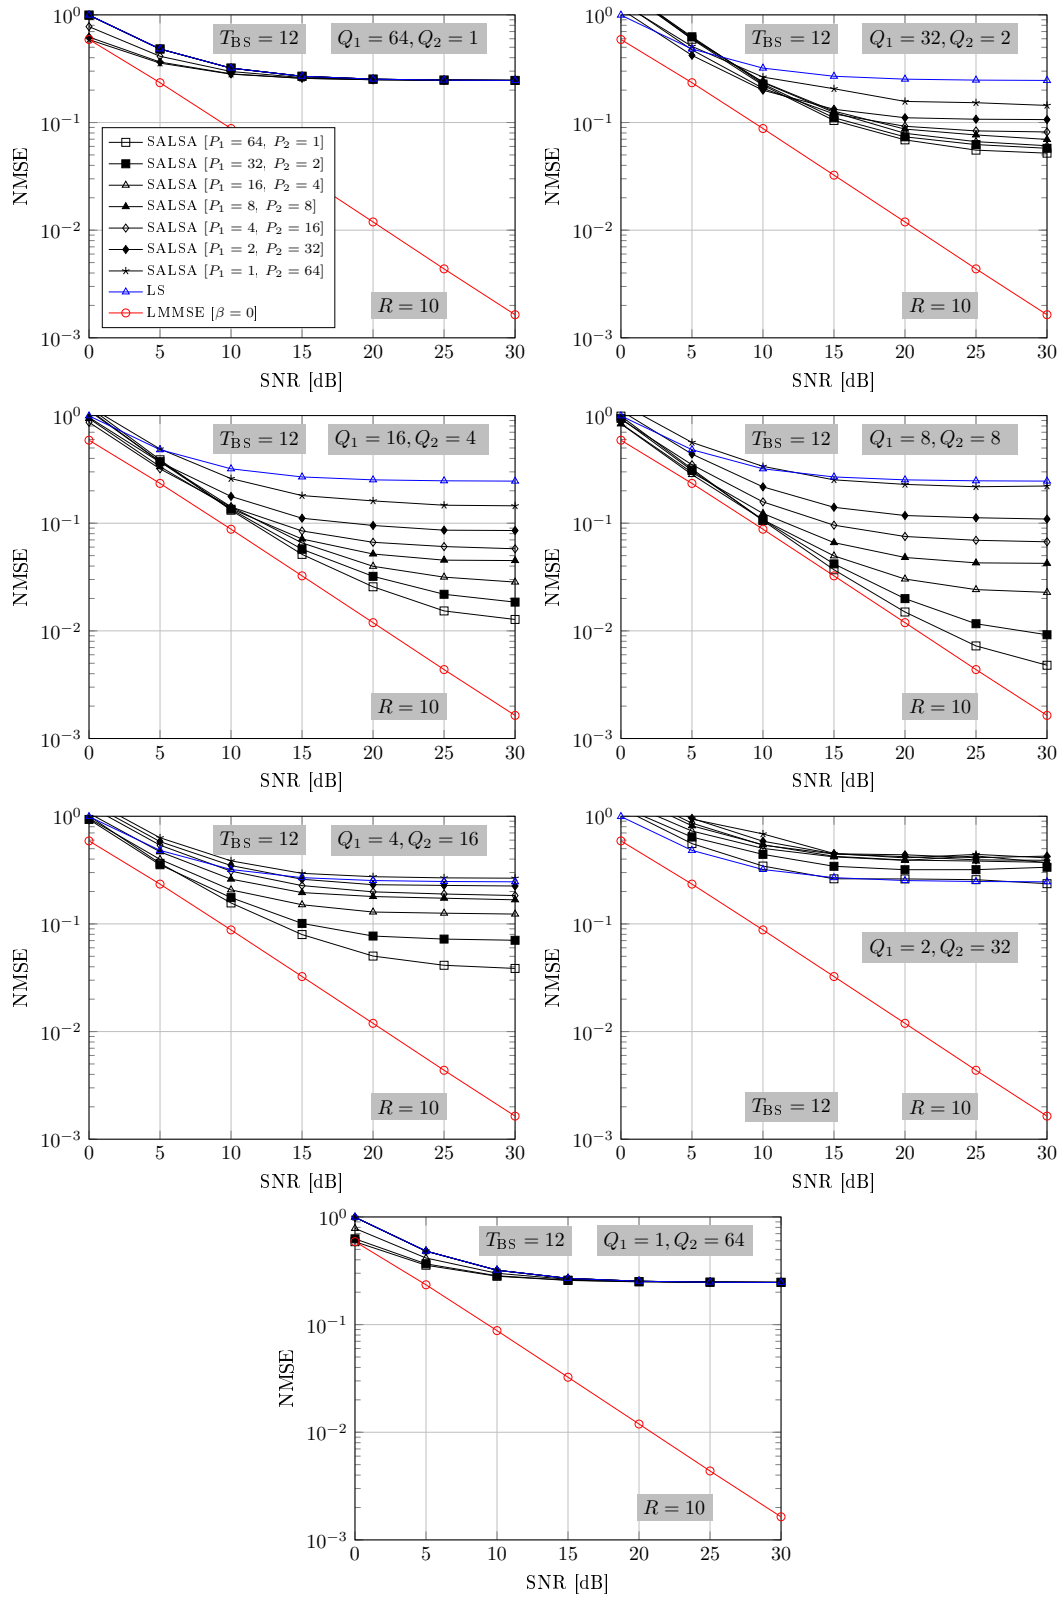 10^0
10^-1
10^-2
10^-3
NMSE
T_BS = 12
Q_1 = 64, Q_2 = 1
SALSA [P_1 = 64, P_2 = 1]
SALSA [P_1 = 32, P_2 = 2]
SALSA [P_1 = 16, P_2 = 4]
SALSA [P_1 = 8, P_2 = 8]
SALSA [P_1 = 4, P_2 = 16]
SALSA [P_1 = 2, P_2 = 32]
SALSA [P_1 = 1, P_2 = 64]
LS
LMMSE [β = 0]
R = 10
0 5 10 15 20 25 30
SNR [dB]
10^0
10^-1
10^-2
10^-3
NMSE
T_BS = 12
Q_1 = 32, Q_2 = 2
R = 10
0 5 10 15 20 25 30
SNR [dB]
10^0
10^-1
10^-2
10^-3
NMSE
T_BS = 12
Q_1 = 16, Q_2 = 4
R = 10
0 5 10 15 20 25 30
SNR [dB]
10^0
10^-1
10^-2
10^-3
NMSE
T_BS = 12
Q_1 = 8, Q_2 = 8
R = 10
0 5 10 15 20 25 30
SNR [dB]
10^0
10^-1
10^-2
10^-3
NMSE
T_BS = 12
Q_1 = 4, Q_2 = 16
R = 10
0 5 10 15 20 25 30
SNR [dB]
10^0
10^-1
10^-2
10^-3
NMSE
Q_1 = 2, Q_2 = 32
T_BS = 12
R = 10
0 5 10 15 20 25 30
SNR [dB]
10^0
10^-1
10^-2
10^-3
NMSE
T_BS = 12
Q_1 = 1, Q_2 = 64
R = 10
0 5 10 15 20 25 30
SNR [dB]